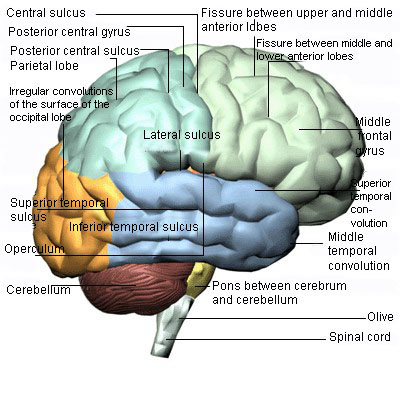 Central sulcus
Posterior central gyrus
Posterior central sulcus
Parietal lobe
Irregular convolutions
of the surface of the
occipital lobe
Fissure between upper and middle
anterior lobes
Fissure between middle and
lower anterior lobes
Lateral sulcus
Middle
frontal
gyrus
Superior
temporal
con-
volution
Superior temporal
sulcus
Inferior temporal sulcus
Operculum
Middle
temporal
convolution
Cerebellum
Pons between cerebrum
and cerebellum
Olive
Spinal cord